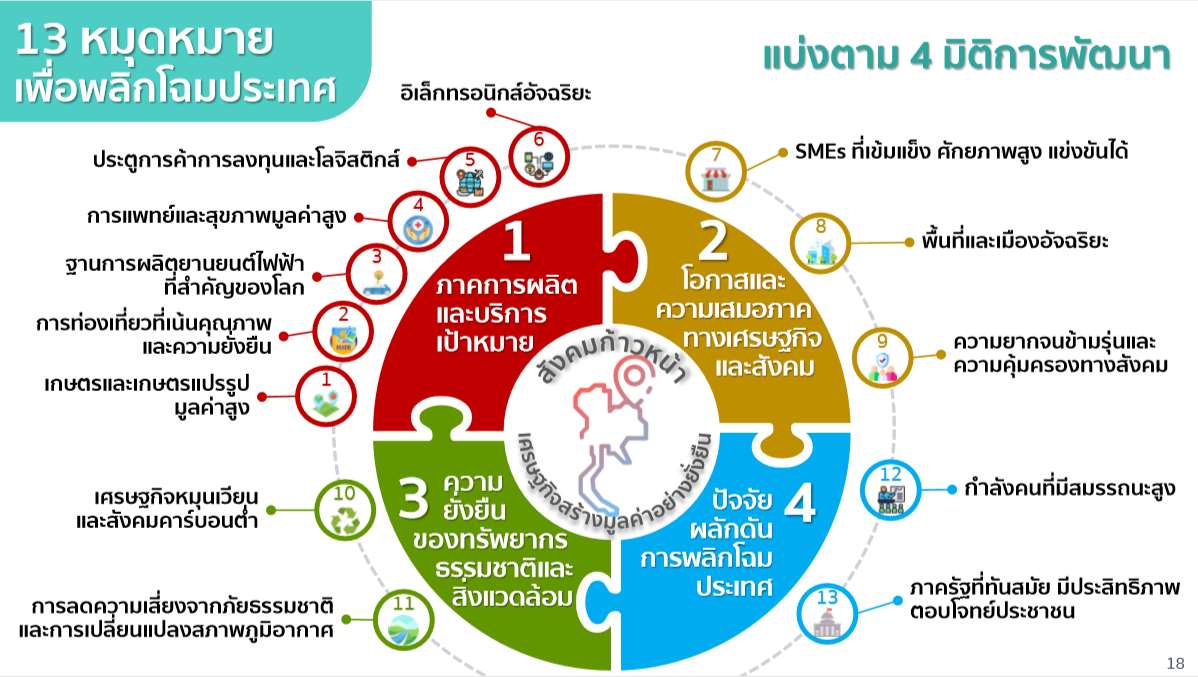 13 หมุดหมาย
เพื่อพลิกโฉมประเทศ
แบ่งตาม 4 มิติการพัฒนา
1
ภาคการผลิต
และบริการ
เป้าหมาย
6
อิเล็กทรอนิกส์อัจฉริยะ
5
ประตูการค้าการลงทุนและโลจิสติกส์
4
การแพทย์และสุขภาพมูลค่าสูง
3
ฐานการผลิตยานยนต์ไฟฟ้า
ที่สำคัญของโลก
2
การท่องเที่ยวที่เน้นคุณภาพ
และความยั่งยืน
GUIDE
1
เกษตรและเกษตรแปรรูป
มูลค่าสูง
2
โอกาสและ
ความเสมอภาค
ทางเศรษฐกิจ
และสังคม
7
SMEs ที่เข้มแข็ง ศักยภาพสูง แข่งขันได้
8
พื้นที่และเมืองอัจฉริยะ
9
ความยากจนข้ามรุ่นและ
ความคุ้มครองทางสังคม
สังคมก้าวหน้า
เศรษฐกิจสร้างมูลค่าอย่างยั่งยืน
3
ความ
ยั่งยืน
ของทรัพยากร
ธรรมชาติและ
สิ่งแวดล้อม
10
เศรษฐกิจหมุนเวียน
และสังคมคาร์บอนต่ำ
11
การลดความเสี่ยงจากภัยธรรมชาติ
และการเปลี่ยนแปลงสภาพภูมิอากาศ
4
ปัจจัย
ผลักดัน
การพลิกโฉม
ประเทศ
12
กำลังคนที่มีสมรรถนะสูง
13
ภาครัฐที่ทันสมัย มีประสิทธิภาพ
ตอบโจทย์ประชาชน
18